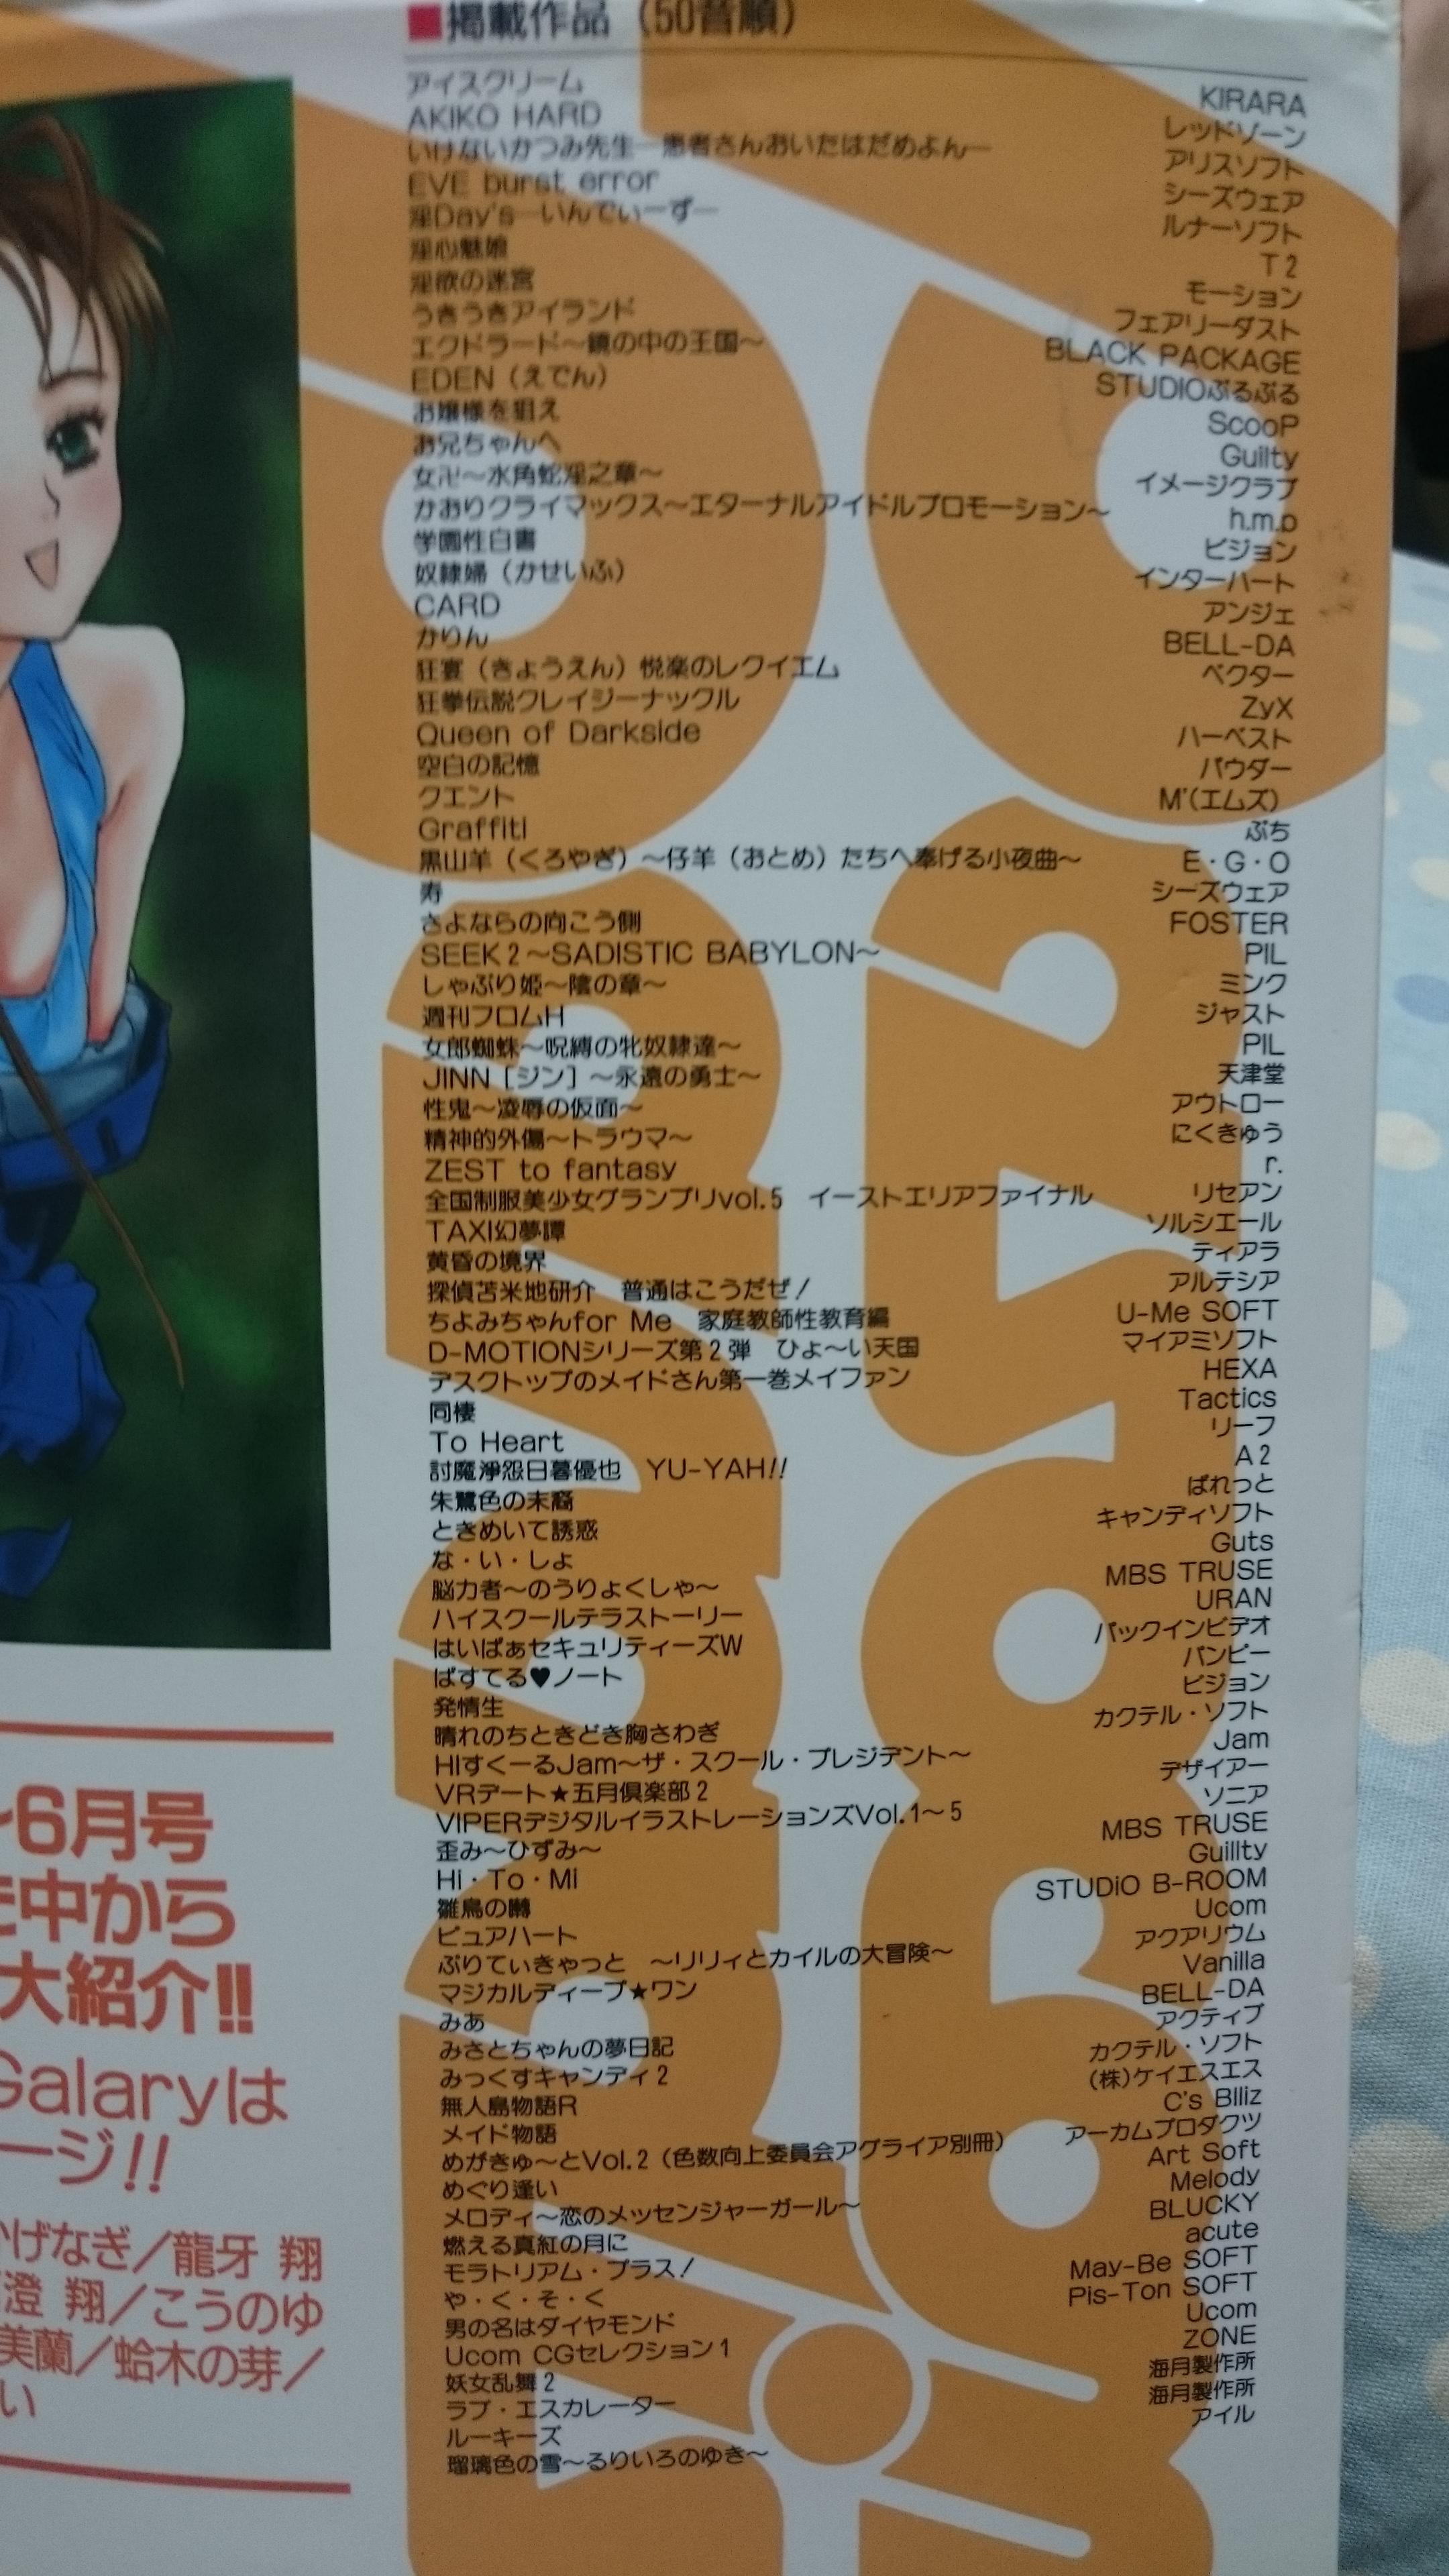 ■掲載作品（50音順）
アイスクリーム KIRARA
AKIKO HARD レッドゾーン
いけないかつみ先生―患者さんおいたはだめよん― アリスソフト
EVE burst error シーズウェア
淫Day's―いんでぃーず― ルナーソフト
淫心魅娘 T2
淫欲の迷宮 モーション
うきうきアイランド フェアリーダスト
エクドラード～鏡の中の王国～ BLACK PACKAGE
EDEN（えでん） STUDIOぷるぷる
お嬢様を狙え ScooP
お兄ちゃんへ Guilty
女卍～水角蛇淫之章～ イメージクラブ
かおりクライマックス～エターナルアイドルプロモーション～ h.m.p
学園性白書 ビジョン
奴隷婦（かせいふ） インターハート
CARD アンジェ
かりん BELL-DA
狂宴（きょうえん）悦楽のレクイエム ベクター
狂拳伝説クレイジーナックル ZyX
Queen of Darkside ハーベスト
空白の記憶 パウダー
クエント M'(エムズ)
Graffiti ぷち
黒山羊（くろやぎ）～仔羊（おとめ）たちへ奉げる小夜曲～ E・G・O
寿 シーズウェア
さよならの向こう側 FOSTER
SEEK2～SADISTIC BABYLON～ PIL
しゃぶり姫～陰の章～ ミンク
週刊フロムH ジャスト
女郎蜘蛛～呪縛の牝奴隷達～ PIL
JINN［ジン］～永遠の勇士～ 天津堂
性鬼～凌辱の仮面～ アウトロー
精神的外傷～トラウマ～ にくきゅう
ZEST to fantasy r.
全国制服美少女グランプリvol.5 イーストエリアファイナル リセアン
TAXI幻夢譚 ソルシエール
黄昏の境界 ティアラ
探偵苫米地研介 普通はこうだぜ！ アルテシア
ちよみちゃんfor Me 家庭教師性教育編 U-Me SOFT
D-MOTIONシリーズ第2弾 ひょ～い天国 マイアミソフト
デスクトップのメイドさん第一巻メイファン HEXA
同棲 Tactics
To Heart リーフ
討魔浄怨日暮優也 YU-YAH!! A2
朱鷺色の末裔 ぱれっと
ときめいて誘惑 キャンディソフト
な・い・しょ Guts
脳力者～のうりょくしゃ～ MBS TRUSE
ハイスクールテラストーリー URAN
はいぱぁセキュリティーズW パックインビデオ
ぱすてる♥ノート バンピー
発情生 ビジョン
晴れのちときどき胸さわぎ カクテル・ソフト
HIすくーるJam～ザ・スクール・プレジデント～ Jam
VRデート★五月倶楽部2 デザイアー
VIPERデジタルイラストレーションズVol.1～5 ソニア
歪み～ひずみ～ MBS TRUSE
Hi・To・Mi Guillty
雛鳥の囀 STUDiO B-ROOM
ピュアハート Ucom
ぷりてぃきゃっと ～リリィとカイルの大冒険～ アクアリウム
マジカルディープ★ワン Vanilla
みあ BELL-DA
みさとちゃんの夢日記 アクティブ
みっくすキャンディ2 カクテル・ソフト
無人島物語R (株)ケイエスエス
メイド物語 C's Blliz
めがきゅ～とVol.2（色数向上委員会アグライア別冊） アーカムプロダクツ
めぐり逢い Art Soft
メロディ～恋のメッセンジャーガール～ Melody
燃える真紅の月に BLUCKY
モラトリアム・プラス！ acute
や・く・そ・く May-Be SOFT
男の名はダイヤモンド Pis-Ton SOFT
Ucom CGセレクション1 Ucom
妖女乱舞2 ZONE
ラブ・エスカレーター 海月製作所
ルーキーズ 海月製作所
瑠璃色の雪～るりいろのゆき～ アイル
～6月号
中から
大紹介!!
Galaryは
ージ!!
かげなぎ／龍牙 翔
澄 翔／こうのゆ
美蘭／蛤木の芽／
い